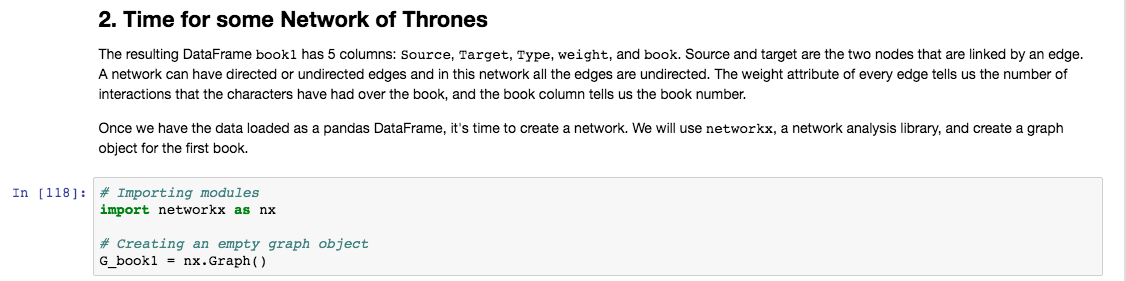 2. Time for some Network of Thrones
The resulting DataFrame book1 has 5 columns: Source, Target, Type, weight, and book. Source and target are the two nodes that are linked by an edge.
A network can have directed or undirected edges and in this network all the edges are undirected. The weight attribute of every edge tells us the number of
interactions that the characters have had over the book, and the book column tells us the book number.
Once we have the data loaded as a pandas DataFrame, it's time to create a network. We will use networkx, a network analysis library, and create a graph
object for the first book.
In [118]: # Importing modules
import networkx as nx
# Creating an empty graph object
G_book1 = nx.Graph()